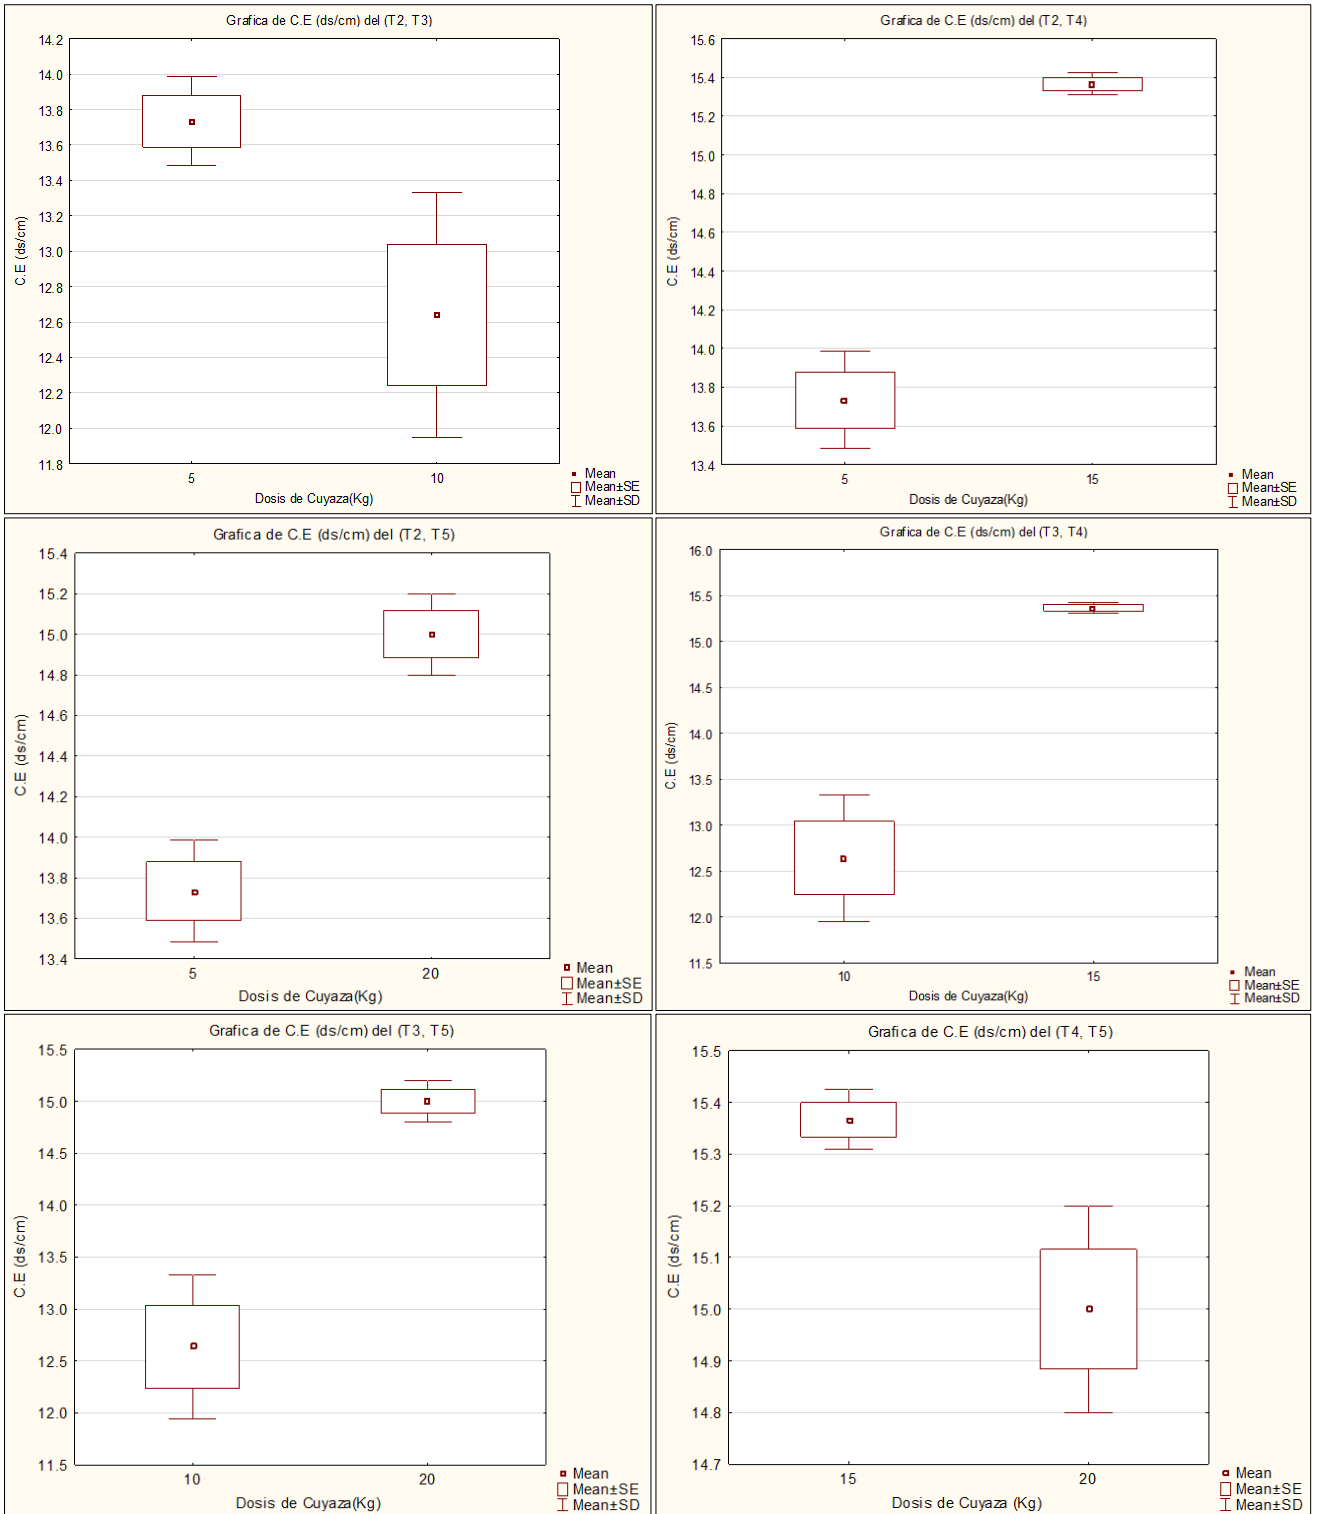 Grafica de C.E (ds/cm) del (T2, T3)
14.2
14.0
13.8
13.6
13.4
13.2
13.0
12.8
12.6
12.4
12.2
12.0
11.8
C.E (ds/cm)
5
10
Dosis de Cuyaza(Kg)
Mean
Mean±SE
Mean±SD
Grafica de C.E (ds/cm) del (T2, T4)
15.6
15.4
15.2
15.0
14.8
14.6
14.4
14.2
14.0
13.8
13.6
13.4
C.E (ds/cm)
5
15
Dosis de Cuyaza(Kg)
Mean
Mean±SE
Mean±SD
Grafica de C.E (ds/cm) del (T2, T5)
15.4
15.2
15.0
14.8
14.6
14.4
14.2
14.0
13.8
13.6
13.4
C.E (ds/cm)
5
20
Dosis de Cuyaza(Kg)
Mean
Mean±SE
Mean±SD
Grafica de C.E (ds/cm) del (T3, T4)
16.0
15.5
15.0
14.5
14.0
13.5
13.0
12.5
12.0
11.5
C.E (ds/cm)
10
15
Dosis de Cuyaza(Kg)
Mean
Mean±SE
Mean±SD
Grafica de C.E (ds/cm) del (T3, T5)
15.5
15.0
14.5
14.0
13.5
13.0
12.5
12.0
11.5
C.E (ds/cm)
10
20
Dosis de Cuyaza(Kg)
Mean
Mean±SE
Mean±SD
Grafica de C.E (ds/cm) del (T4, T5)
15.5
15.4
15.3
15.2
15.1
15.0
14.9
14.8
14.7
C.E (ds/cm)
15
20
Dosis de Cuyaza (Kg)
Mean
Mean±SE
Mean±SD